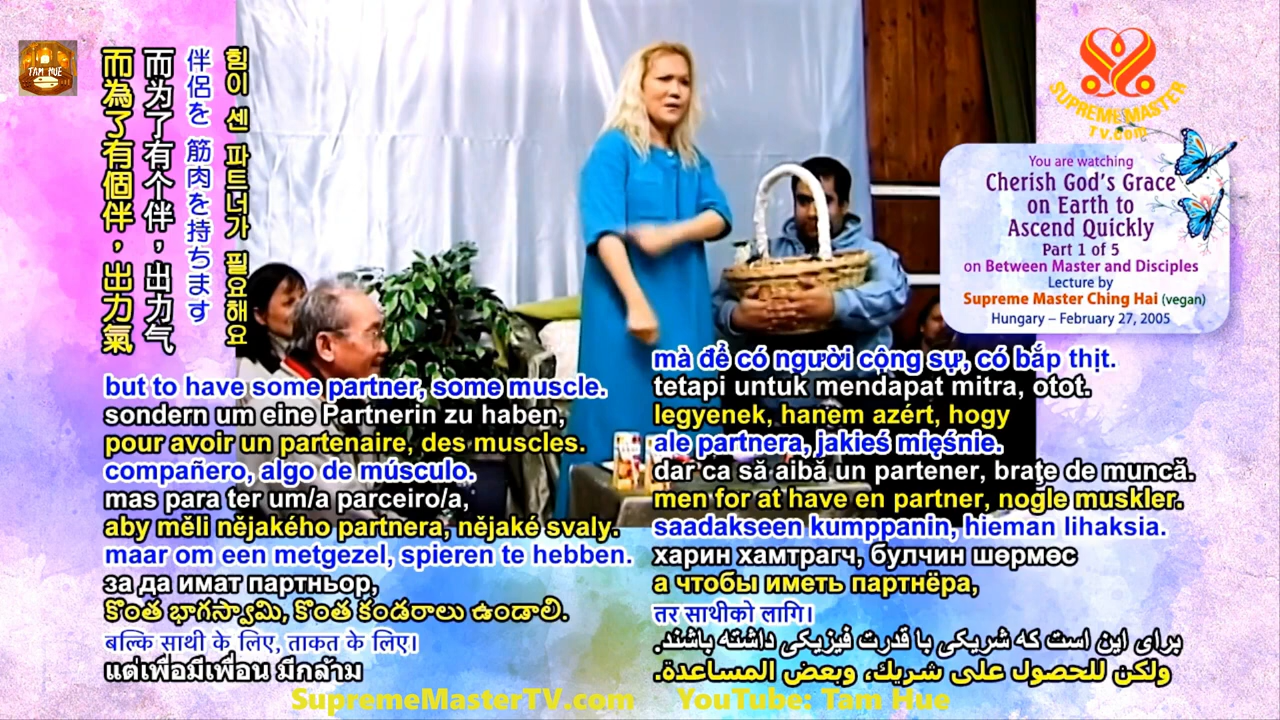 TAM HUE
而為了有個伴，出力氣
而为了有个伴，出力气
伴侶を 筋肉を持ちます
힘이 센 파트너가 필요해요
SUPREME MASTER
TV.com
You are watching
Cherish God's Grace
on Earth to
Ascend Quickly
Part 1 of 5
on Between Master and Disciples
Lecture by
Supreme Master Ching Hai (vegan)
Hungary – February 27, 2005
but to have some partner, some muscle.
sondern um eine Partnerin zu haben,
pour avoir un partenaire, des muscles.
compañero, algo de músculo.
mas para ter um/a parceiro/a,
aby měli nějakého partnera, nějaké svaly.
maar om een metgezel, spieren te hebben.
за да имат партньор,
కొంత భాగస్వామి, కొంత కండరాలు ఉండాలి.
बल्कि साथी के लिए, ताकत के लिए।
แต่เพื่อมีเพื่อน มีกล้าม
mà để có người cộng sự, có bắp thịt.
tetapi untuk mendapat mitra, otot.
legyenek, hanem azért, hogy
ale partnera, jakieś mięśnie.
dar ca să aibă un partener, braţe de muncă.
men for at have en partner, nogle muskler.
saadakseen kumppanin, hieman lihaksia.
харин хамтрагч, булчин шөрмөс
а чтобы иметь партнёра,
तर साथीको लागि।
برای این است که شریکی با قدرت فیزیکی داشته باشند.
ولكن للحصول على شريك، وبعض المساعدة.
SupremeMasterTV.com YouTube: Tam Hue